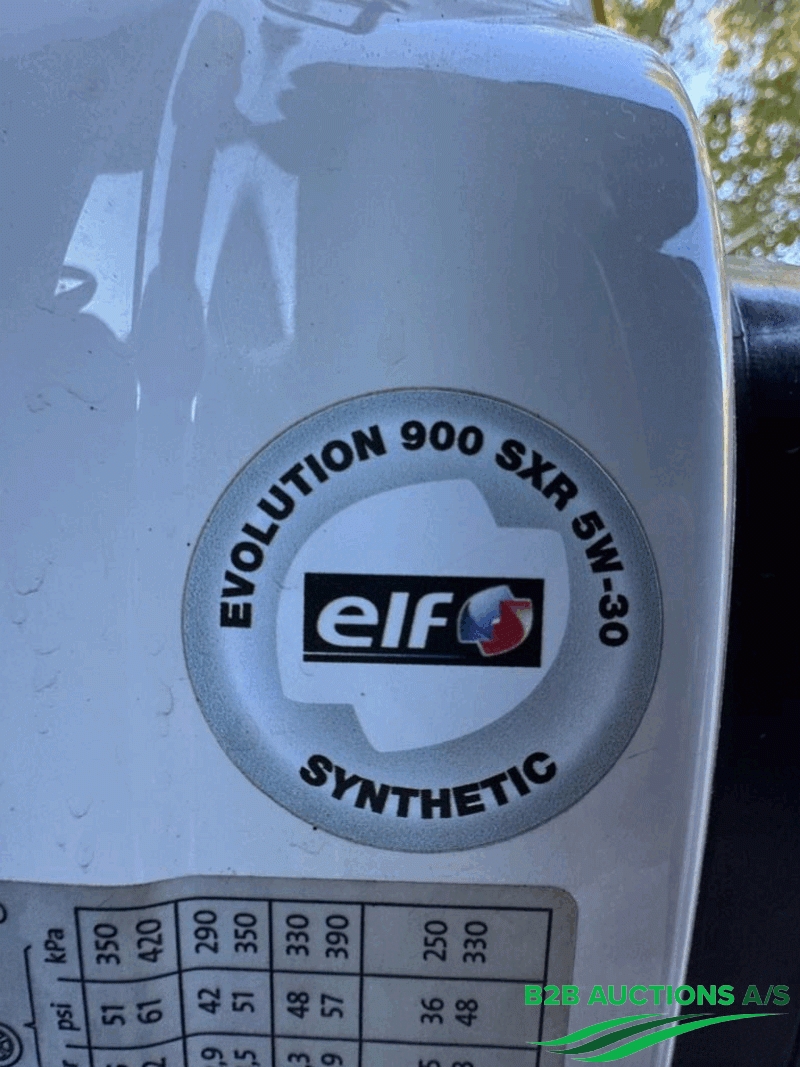 EVOLUTION 900 SXR 5W-30
elf
SYNTHETIC
kPa 350 420 290 350 330 390 250 330
psi 51 61 42 51 48 57 36 48
B2B AUCTIONS A/S